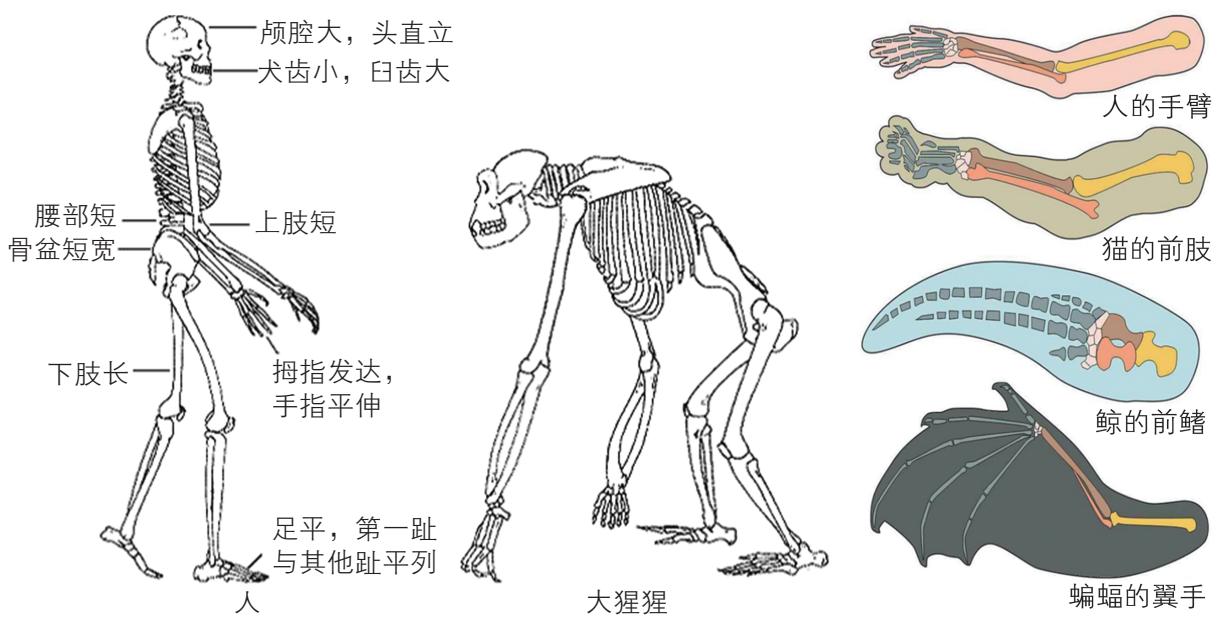 颅腔大，头直立
犬齿小，臼齿大
腰部短
上肢短
骨盆短宽
下肢长
拇指发达，
手指平伸
足平，第一趾
与其他趾平列
人
大猩猩
人的手臂
猫的前肢
鲸的前鳍
蝙蝠的翼手